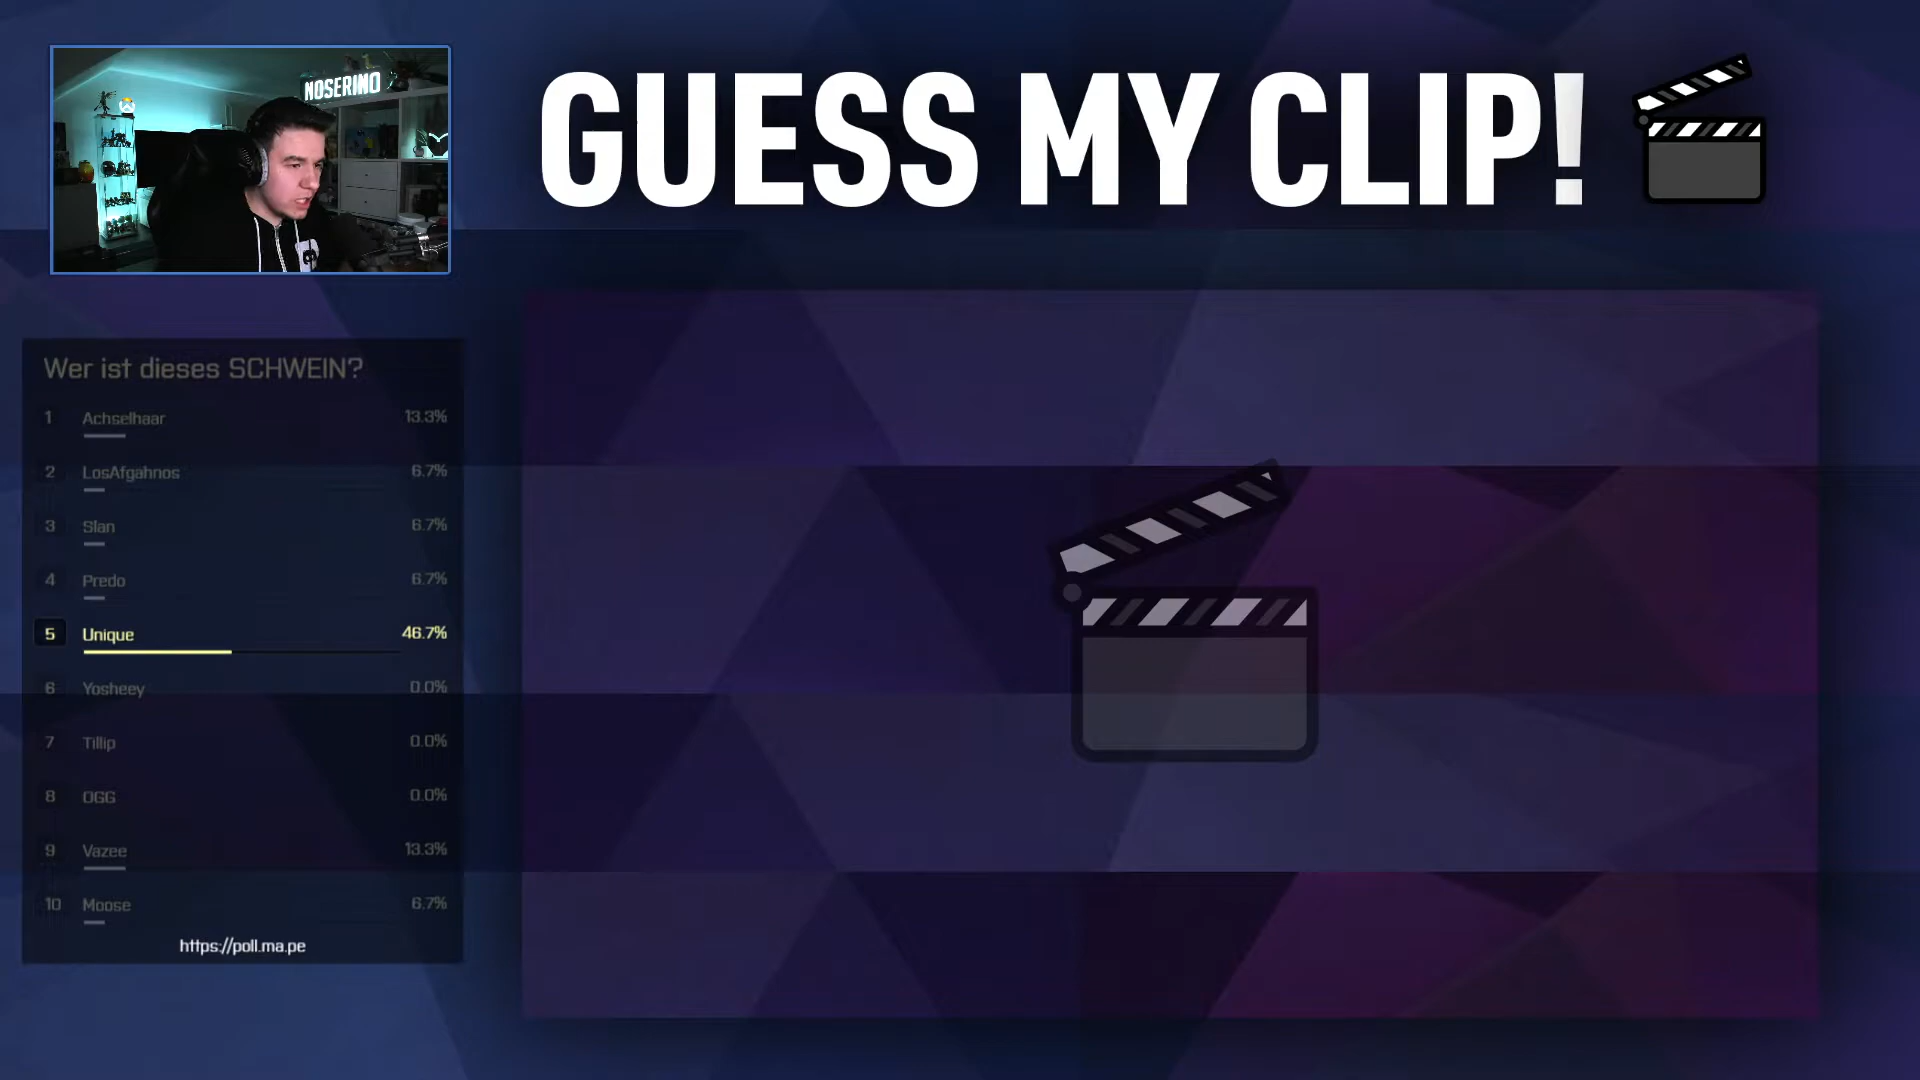 NOSERINO
GUESS MY CLIP!
Wer ist dieses SCHWEIN?
1 Achselhaar 13.3%
2 LosAfgahnos 6.7%
3 Slan 6.7%
4 Predo 6.7%
5 Unique 46.7%
6 Yosheey 0.0%
7 Tillip 0.0%
8 OGG 0.0%
9 Vazee 13.3%
10 Moose 6.7%
https://poll.ma.pe